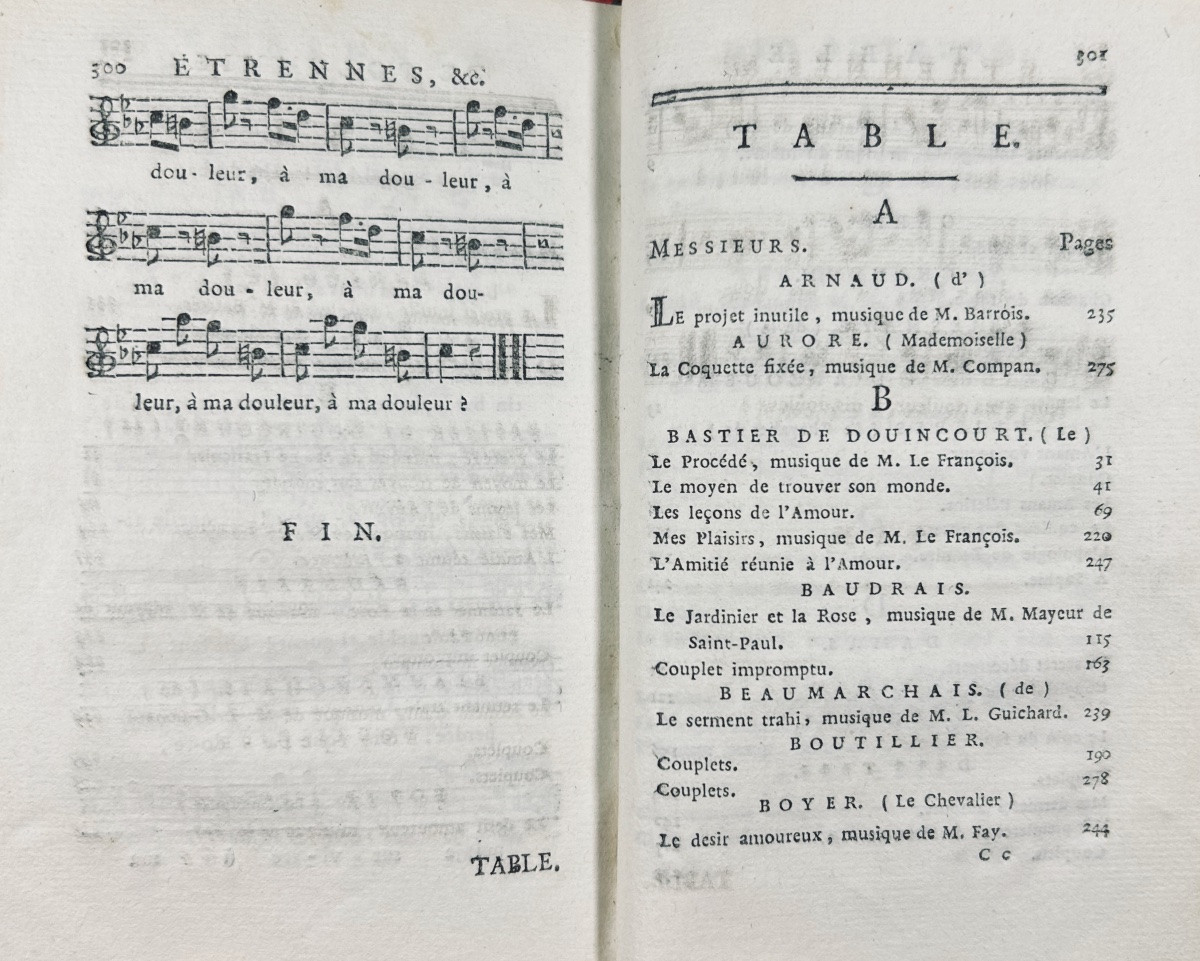 300 ÉTRENNES, &c.
dou - leur, à ma dou - leur, à
ma dou - leur, à ma dou-
leur, à ma douleur, à ma douleur ?
FIN.
TABLE.
301
TABLE.
A
MESSIEURS. Pages
ARNAUD. (d')
LE projet inutile, musique de M. Barrois. 235
AURORE. (Mademoiselle)
La Coquette fixée, musique de M. Compan. 275
B
BASTIER DE DOUINCOURT. (Le)
Le Procédé, musique de M. Le François. 31
Le moyen de trouver son monde. 41
Les leçons de l'Amour. 69
Mes Plaisirs, musique de M. Le François. 220
L'Amitié réunie à l'Amour. 247
BAUDRAIS.
Le Jardinier et la Rose, musique de M. Mayeur de
Saint-Paul. 115
Couplet impromptu. 163
BEAUMARCHAIS. (de)
Le serment trahi, musique de M. L. Guichard. 239
BOUTILLIER.
Couplets. 190
Couplets. 278
BOYER. (Le Chevalier)
Le desir amoureux, musique de M. Fay. 244
C c